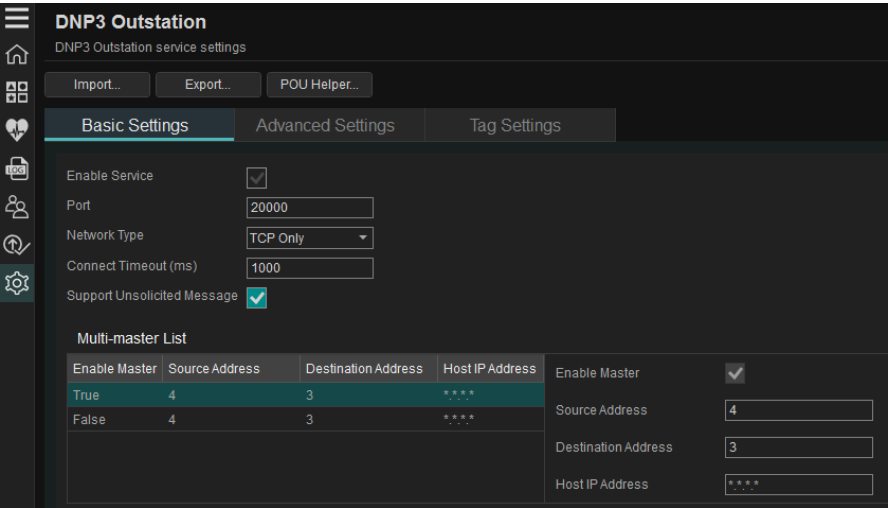 DNP3 Outstation
DNP3 Outstation service settings
Import... Export... POU Helper...
Basic Settings Advanced Settings Tag Settings
LOG
Enable Service
Port 20000
Network Type TCP Only
Connect Timeout (ms) 1000
Support Unsolicited Message
Multi-master List
Enable Master Source Address Destination Address Host IP Address
True 4 3 *.*.*.*
False 4 3 *.*.*.*
Enable Master
Source Address 4
Destination Address 3
Host IP Address *.*.*.*